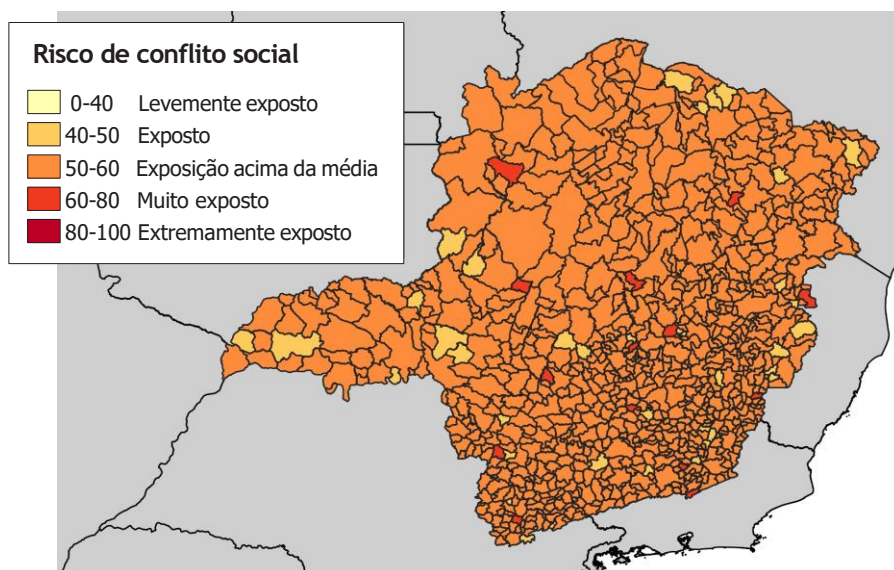 Risco de conflito social
0-40 Levemente exposto
40-50 Exposto
50-60 Exposição acima da média
60-80 Muito exposto
80-100 Extremamente exposto